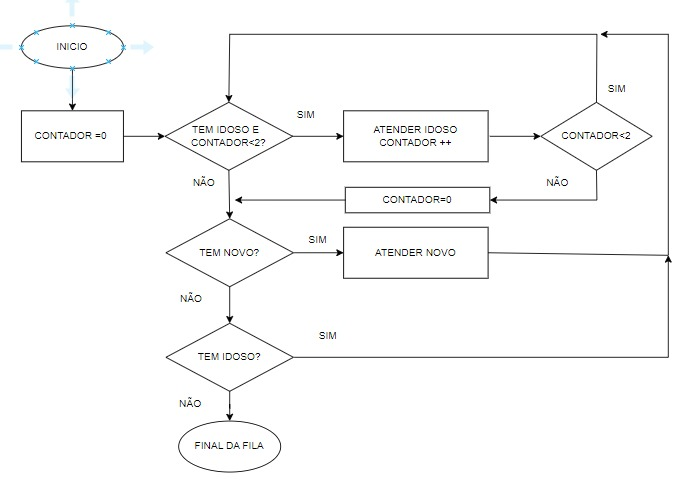 INICIO
CONTADOR =0
TEM IDOSO E
CONTADOR<2?
SIM
ATENDER IDOSO
CONTADOR ++
CONTADOR<2
SIM
NÃO
NÃO
CONTADOR=0
TEM NOVO?
SIM
ATENDER NOVO
NÃO
TEM IDOSO?
SIM
NÃO
FINAL DA FILA